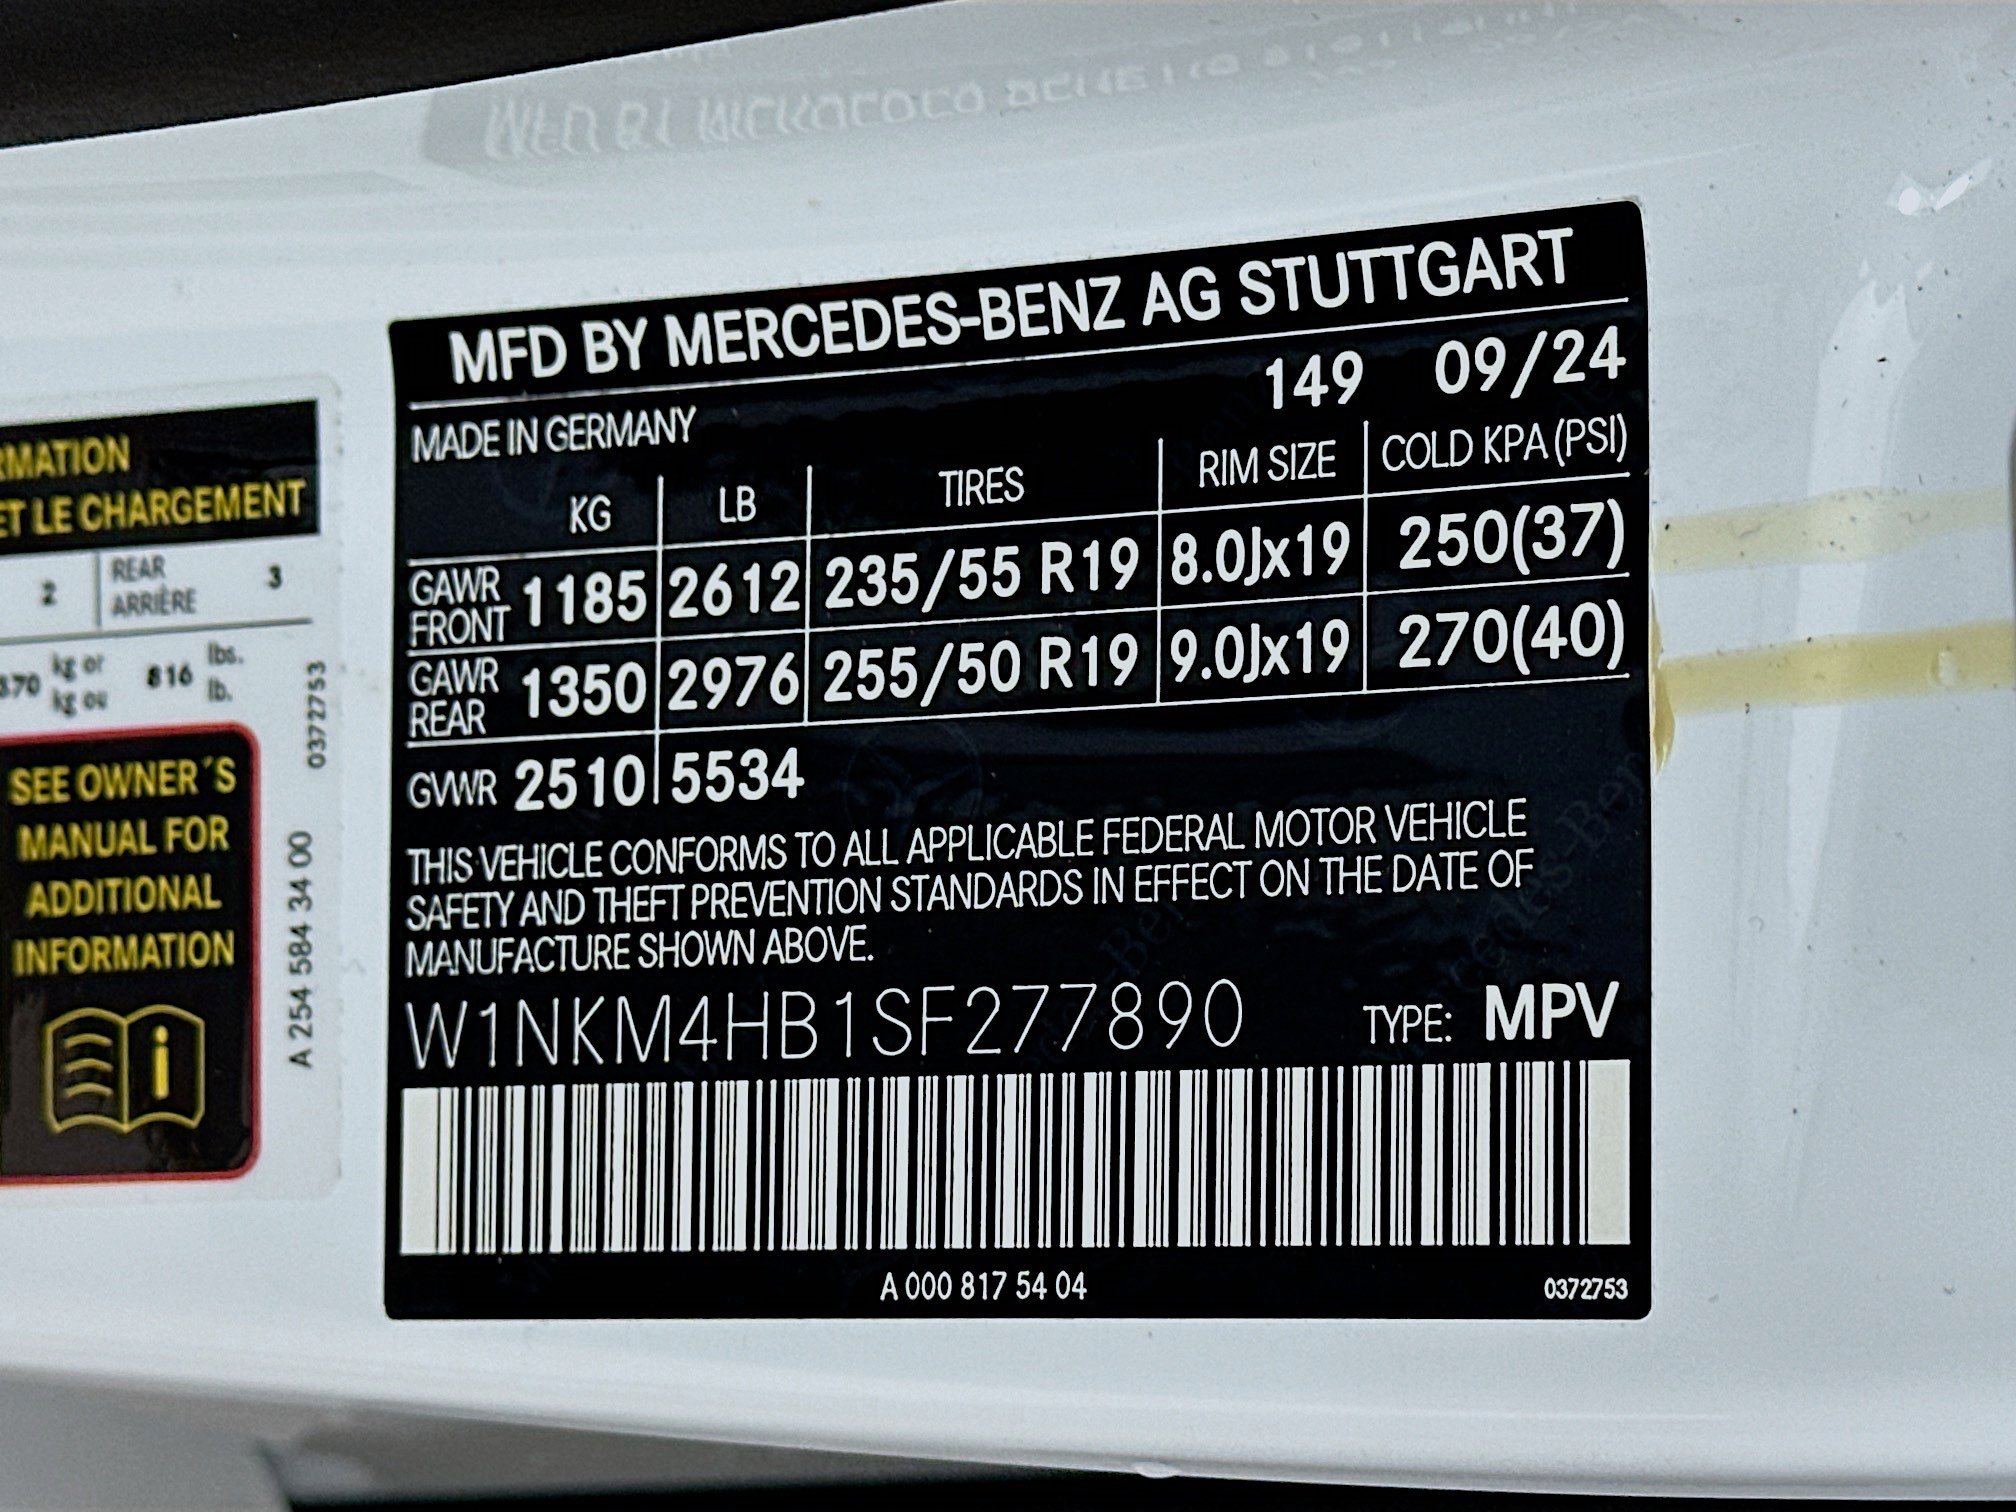 RMATION
ET LE CHARGEMENT
2 REAR 3
ARRIÈRE
370 kg or 816 lbs.
kg ou lb.
0372753
SEE OWNER´S
MANUAL FOR
ADDITIONAL
INFORMATION
i
A 254 584 34 00
MFD BY MERCEDES-BENZ AG STUTTGART
149 09/24
MADE IN GERMANY
KG LB TIRES RIM SIZE COLD KPA (PSI)
GAWR FRONT 1185 2612 235/55 R19 8.0Jx19 250(37)
GAWR REAR 1350 2976 255/50 R19 9.0Jx19 270(40)
GVWR 2510 5534
THIS VEHICLE CONFORMS TO ALL APPLICABLE FEDERAL MOTOR VEHICLE
SAFETY AND THEFT PREVENTION STANDARDS IN EFFECT ON THE DATE OF
MANUFACTURE SHOWN ABOVE.
W1NKM4HB1SF277890 TYPE: MPV
A 000 817 54 04 0372753